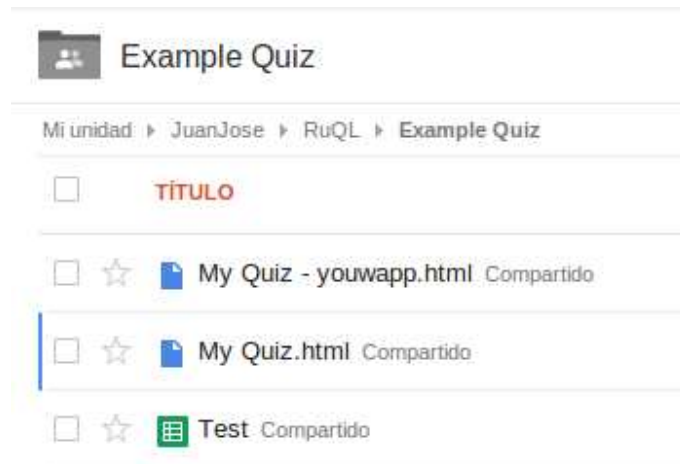 Example Quiz
Mi unidad JuanJose RuQL Example Quiz
TÍTULO
My Quiz - youwapp.html Compartido
My Quiz.html Compartido
Test Compartido